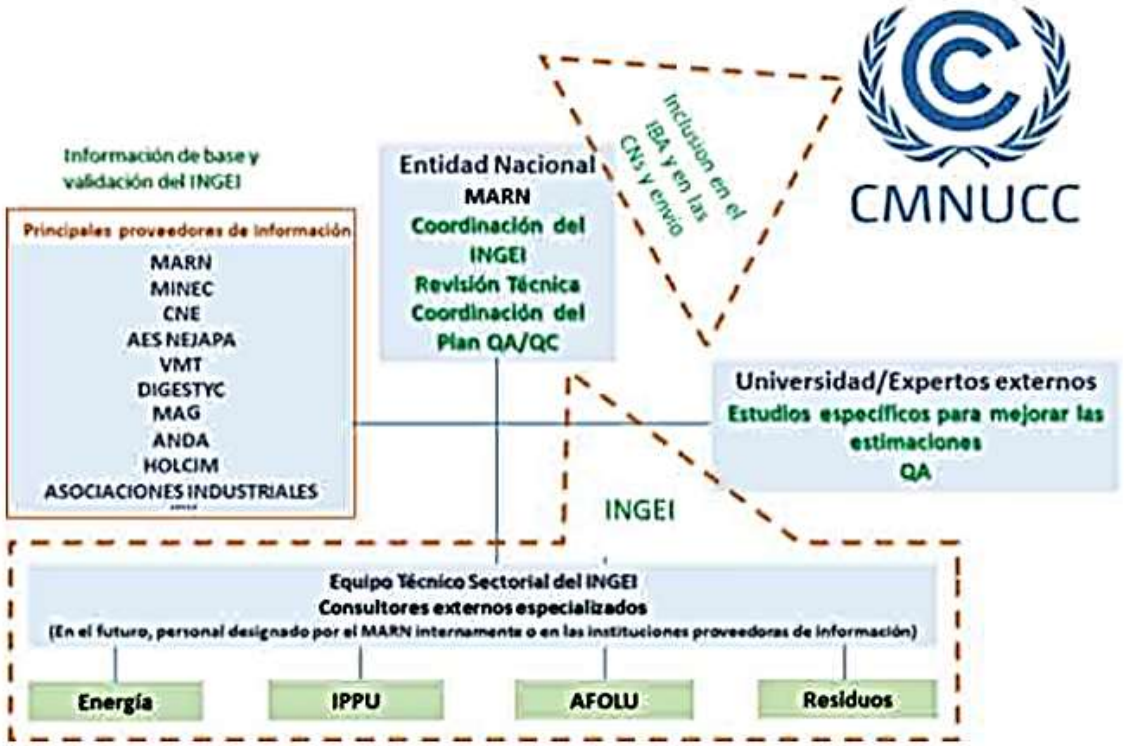 CMNUCC
Inclusion en el
IBA y en las
CNs y envío
Información de base y
validación del INGEI
Principales proveedores de Información
MARN
MINEC
CNE
AES NEJAPA
VMT
DIGESTYC
MAG
ANDA
HOLCIM
ASOCIACIONES INDUSTRIALES
Entidad Nacional
MARN
Coordinación del
INGEI
Revisión Técnica
Coordinación del
Plan QA/QC
Universidad/Expertos externos
Estudios específicos para mejorar las
estimaciones
QA
INGEI
Equipo Técnico Sectorial del INGEI
Consultores externos especializados
(En el futuro, personal designado por el MARN internamente o en las instituciones proveedoras de información)
Energía
IPPU
AFOLU
Residuos